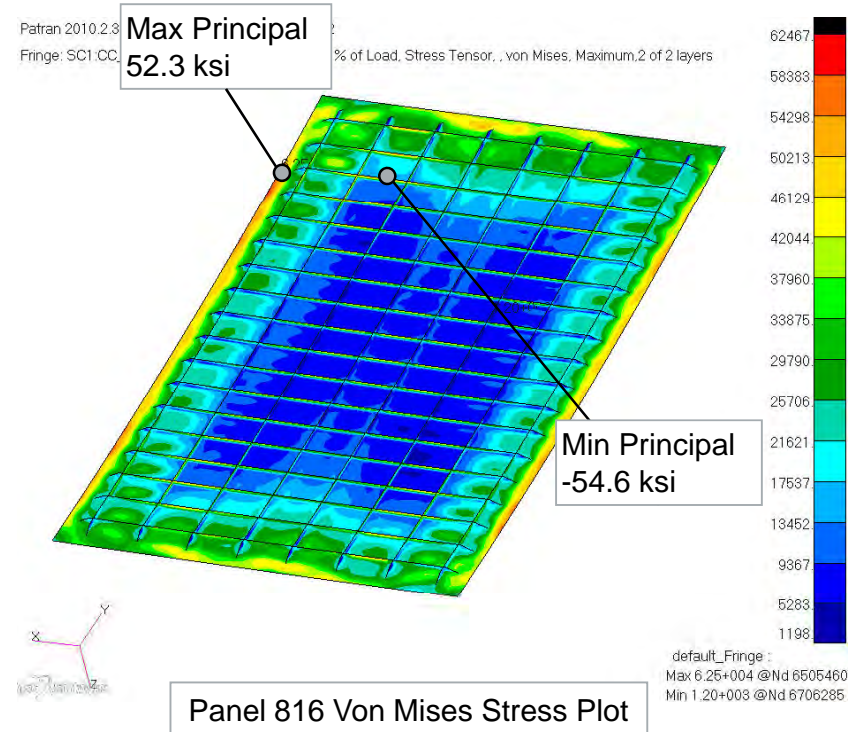 Patran 2010.2.3
Fringe: SC1:CC_ % of Load, Stress Tensor, , von Mises, Maximum,2 of 2 layers
Max Principal
52.3 ksi
62467.
58383.
54298.
50213.
46129.
42044.
37960.
33875.
29790.
25706.
21621.
17537.
13452.
9367.
5283.
1198.
Min Principal
-54.6 ksi
X
Y
Z
default_Fringe :
Max 6.25+004 @Nd 6505460
Min 1.20+003 @Nd 6706285
Panel 816 Von Mises Stress Plot